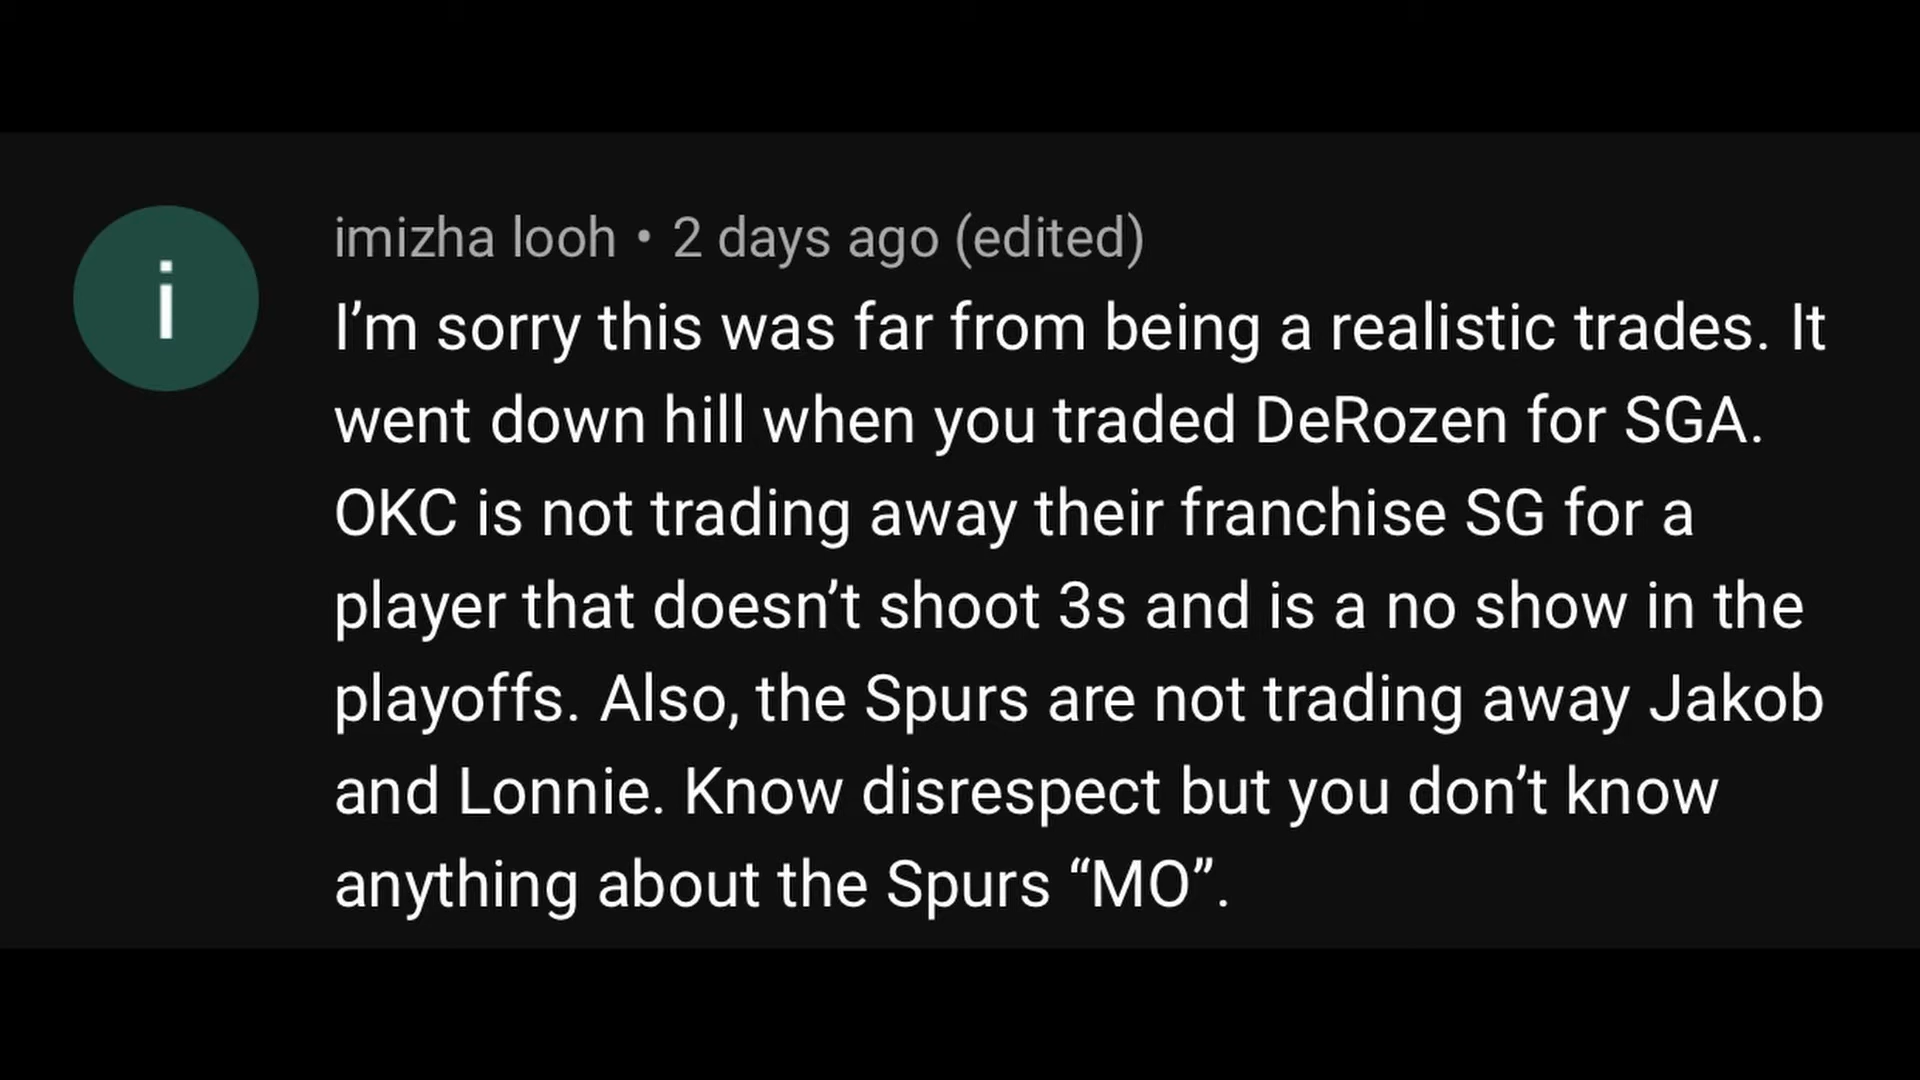 i
imizha looh • 2 days ago (edited)
I’m sorry this was far from being a realistic trades. It
went down hill when you traded DeRozen for SGA.
OKC is not trading away their franchise SG for a
player that doesn’t shoot 3s and is a no show in the
playoffs. Also, the Spurs are not trading away Jakob
and Lonnie. Know disrespect but you don’t know
anything about the Spurs “MO”.